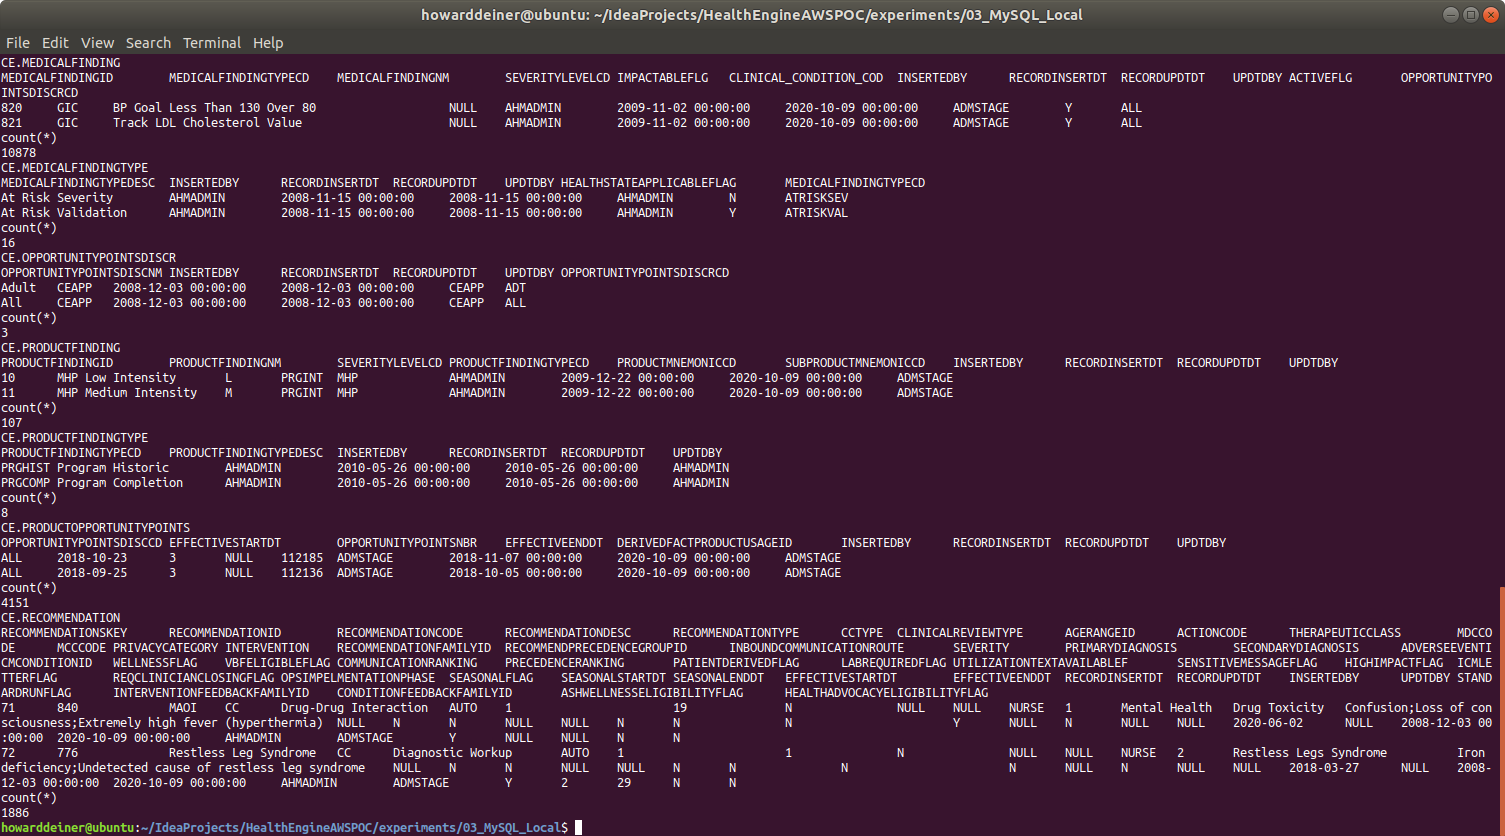 howarddeiner@ubuntu: ~/IdeaProjects/HealthEngineAWSPOC/experiments/03_MySQL_Local
File Edit View Search Terminal Help
CE.MEDICALFINDING
MEDICALFINDINGID MEDICALFINDINGTYPECD MEDICALFINDINGNM SEVERITYLEVELCD IMPACTABLEFLG CLINICAL_CONDITION_COD INSERTEDBY RECORDINSERTDT RECORDUPDTDT UPDTDBY ACTIVEFLG OPPORTUNITYPO
INTSDISCRCD
820 GIC BP Goal Less Than 130 Over 80 NULL AHMADMIN 2009-11-02 00:00:00 2020-10-09 00:00:00 ADMSTAGE Y ALL
821 GIC Track LDL Cholesterol Value NULL AHMADMIN 2009-11-02 00:00:00 2020-10-09 00:00:00 ADMSTAGE Y ALL
count(*)
10878
CE.MEDICALFINDINGTYPE
MEDICALFINDINGTYPEDESC INSERTEDBY RECORDINSERTDT RECORDUPDTDT UPDTDBY HEALTHSTATEAPPLICABLEFLAG MEDICALFINDINGTYPECD
At Risk Severity AHMADMIN 2008-11-15 00:00:00 2008-11-15 00:00:00 AHMADMIN N ATRISKSEV
At Risk Validation AHMADMIN 2008-11-15 00:00:00 2008-11-15 00:00:00 AHMADMIN Y ATRISKVAL
count(*)
16
CE.OPPORTUNITYPOINTSDISCR
OPPORTUNITYPOINTSDISCNM INSERTEDBY RECORDINSERTDT RECORDUPDTDT UPDTDBY OPPORTUNITYPOINTSDISCRCD
Adult CEAPP 2008-12-03 00:00:00 2008-12-03 00:00:00 CEAPP ADT
All CEAPP 2008-12-03 00:00:00 2008-12-03 00:00:00 CEAPP ALL
count(*)
3
CE.PRODUCTFINDING
PRODUCTFINDINGID PRODUCTFINDINGNM SEVERITYLEVELCD PRODUCTFINDINGTYPECD PRODUCTMNEMONICCD SUBPRODUCTMNEMONICCD INSERTEDBY RECORDINSERTDT RECORDUPDTDT UPDTDBY
10 MHP Low Intensity L PRGINT MHP AHMADMIN 2009-12-22 00:00:00 2020-10-09 00:00:00 ADMSTAGE
11 MHP Medium Intensity M PRGINT MHP AHMADMIN 2009-12-22 00:00:00 2020-10-09 00:00:00 ADMSTAGE
count(*)
107
CE.PRODUCTFINDINGTYPE
PRODUCTFINDINGTYPECD PRODUCTFINDINGTYPEDESC INSERTEDBY RECORDINSERTDT RECORDUPDTDT UPDTDBY
PRGHIST Program Historic AHMADMIN 2010-05-26 00:00:00 2010-05-26 00:00:00 AHMADMIN
PRGCOMP Program Completion AHMADMIN 2010-05-26 00:00:00 2010-05-26 00:00:00 AHMADMIN
count(*)
8
CE.PRODUCTOPPORTUNITYPOINTS
OPPORTUNITYPOINTSDISCCD EFFECTIVESTARTDT OPPORTUNITYPOINTSNBR EFFECTIVEENDDT DERIVEDFACTPRODUCTUSAGEID INSERTEDBY RECORDINSERTDT RECORDUPDTDT UPDTDBY
ALL 2018-10-23 3 NULL 112185 ADMSTAGE 2018-11-07 00:00:00 2020-10-09 00:00:00 ADMSTAGE
ALL 2018-09-25 3 NULL 112136 ADMSTAGE 2018-10-05 00:00:00 2020-10-09 00:00:00 ADMSTAGE
count(*)
4151
CE.RECOMMENDATION
RECOMMENDATIONSKEY RECOMMENDATIONID RECOMMENDATIONCODE RECOMMENDATIONDESC RECOMMENDATIONTYPE CCTYPE CLINICALREVIEWTYPE AGERANGEID ACTIONCODE THERAPEUTICCLASS MDCCO
DE MCCCODE PRIVACYCATEGORY INTERVENTION RECOMMENDATIONFAMILYID RECOMMENDPRECEDENCEGROUPID INBOUNDCOMMUNICATIONROUTE SEVERITY PRIMARYDIAGNOSIS SECONDARYDIAGNOSIS ADVERSEEVENTI
CMCONDITIONID WELLNESSFLAG VBFELIGIBLEFLAG COMMUNICATIONRANKING PRECEDENCERANKING PATIENTDERIVEDFLAG LABREQUIREDFLAG UTILIZATIONTEXTAVAILABLEF SENSITIVEMESSAGEFLAG HIGHIMPACTFLAG ICMLE
TTERFLAG REQCLINICIANCLOSINGFLAG OPSIMPELMENTATIONPHASE SEASONALFLAG SEASONALSTARTDT SEASONALENDDT EFFECTIVESTARTDT EFFECTIVEENDDT RECORDINSERTDT RECORDUPDTDT INSERTEDBY UPDTDBY STAND
ARDRUNFLAG INTERVENTIONFEEDBACKFAMILYID CONDITIONFEEDBACKFAMILYID ASHWELLNESSELIGIBILITYFLAG HEALTHADVOCACYELIGIBILITYFLAG
71 840 MAOI CC Drug-Drug Interaction AUTO 1 19 N NULL NULL NURSE 1 Mental Health Drug Toxicity Confusion;Loss of con
sciousness;Extremely high fever (hyperthermia) NULL N N NULL NULL N N Y NULL N NULL NULL 2020-06-02 NULL 2008-12-03 00
:00:00 2020-10-09 00:00:00 AHMADMIN ADMSTAGE Y NULL NULL N N
72 776 Restless Leg Syndrome CC Diagnostic Workup AUTO 1 1 N NULL NULL NURSE 2 Restless Legs Syndrome Iron
deficiency;Undetected cause of restless leg syndrome NULL N N NULL NULL N N N N NULL N NULL NULL 2018-03-27 NULL 2008-
12-03 00:00:00 2020-10-09 00:00:00 AHMADMIN ADMSTAGE Y 2 29 N N
count(*)
1886
howarddeiner@ubuntu:~/IdeaProjects/HealthEngineAWSPOC/experiments/03_MySQL_Local$